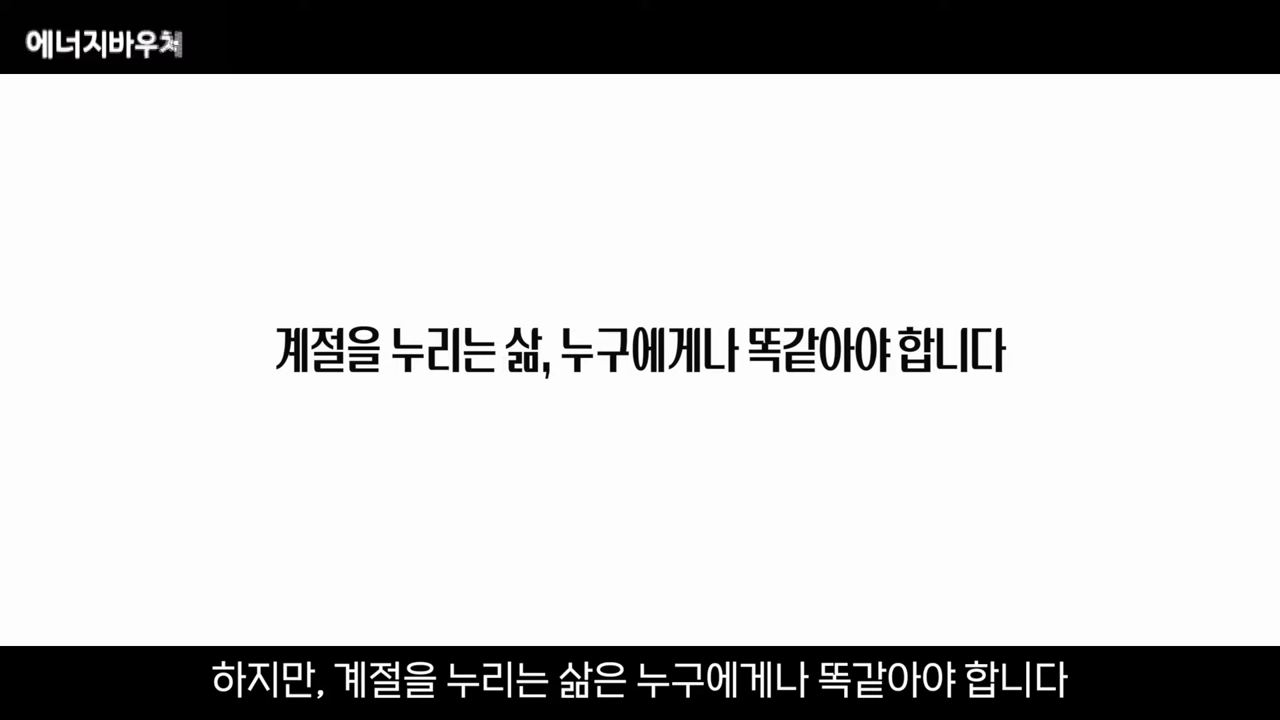 에너지바우처
계절을 누리는 삶, 누구에게나 똑같아야 합니다
하지만, 계절을 누리는 삶은 누구에게나 똑같아야 합니다